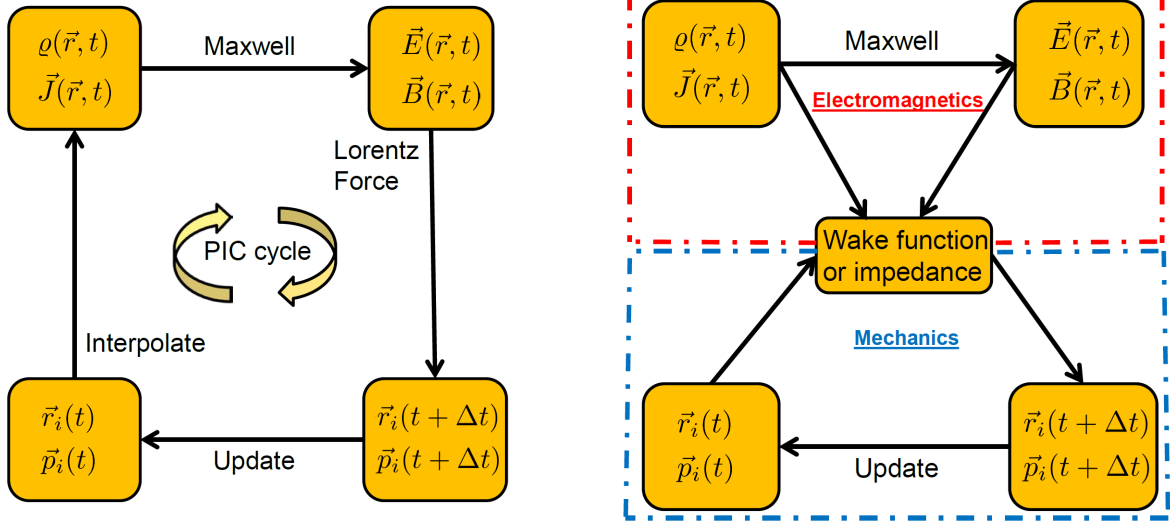 ϱ(r⃗, t)
J⃗(r⃗, t)
Maxwell
E⃗(r⃗, t)
B⃗(r⃗, t)
Lorentz
Force
PIC cycle
Interpolate
r⃗ᵢ(t)
p⃗ᵢ(t)
Update
r⃗ᵢ(t + Δt)
p⃗ᵢ(t + Δt)
ϱ(r⃗, t)
J⃗(r⃗, t)
Maxwell
E⃗(r⃗, t)
B⃗(r⃗, t)
Electromagnetics
Wake function
or impedance
Mechanics
r⃗ᵢ(t)
p⃗ᵢ(t)
Update
r⃗ᵢ(t + Δt)
p⃗ᵢ(t + Δt)